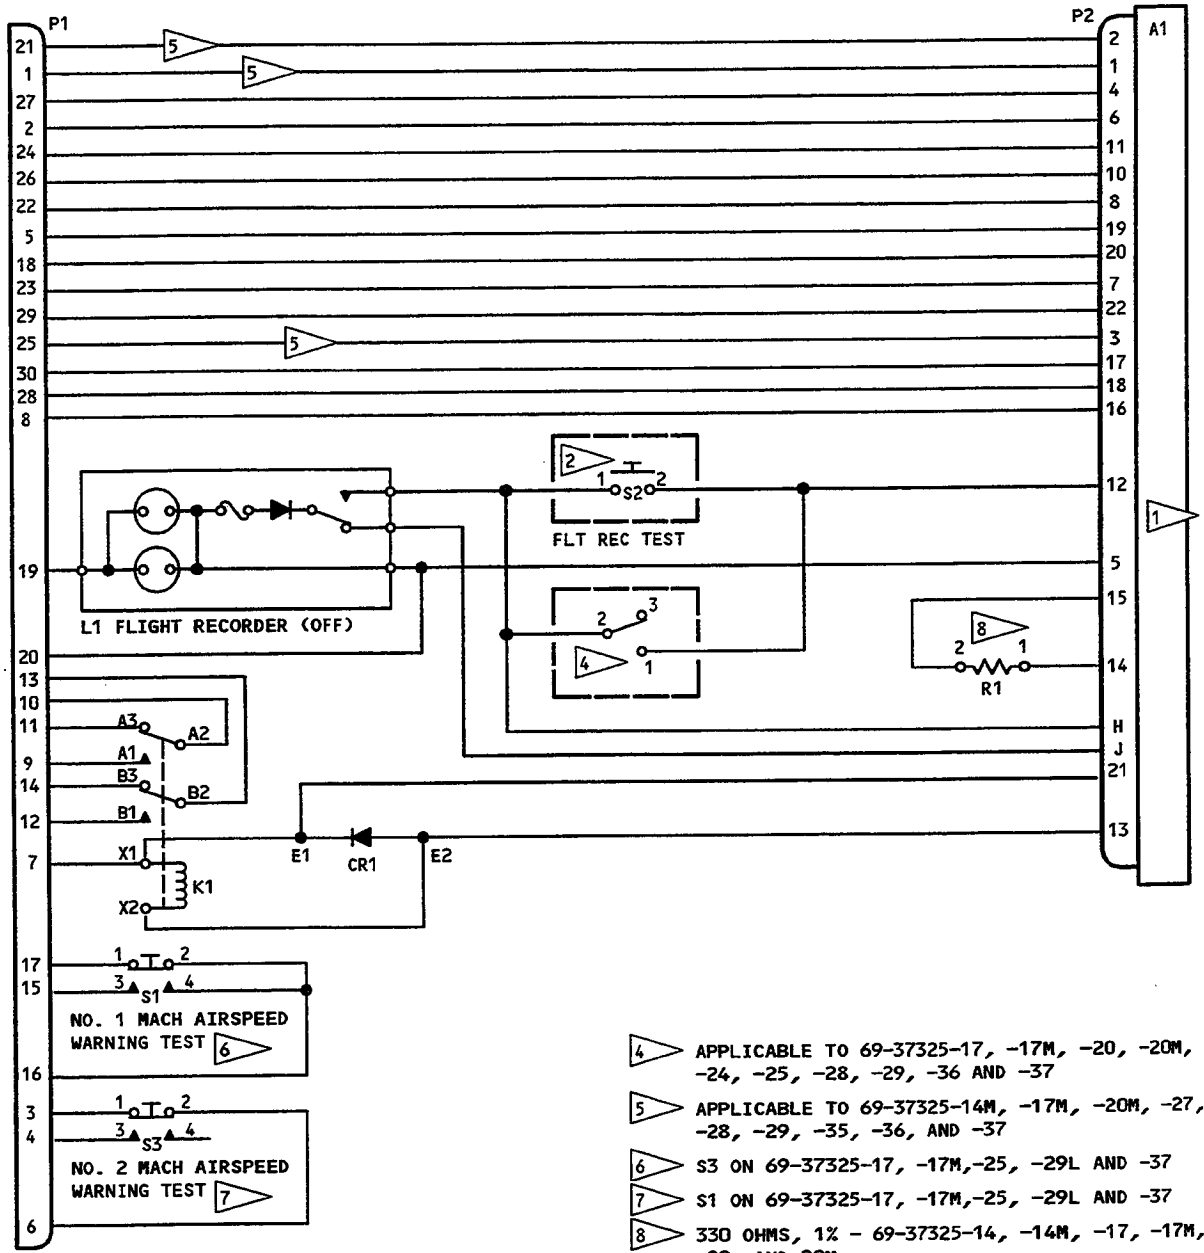 P1
P2
A1
21 5 2
1 5 1
27 4
2 6
24 11
26 10
22 8
5 19
18 20
23 7
29 22
25 5 3
30 17
28 18
8 16
2
1 2
S2
12
FLT REC TEST
1
19
5
L1 FLIGHT RECORDER (OFF)
3
2
4 1
15
8
2 1
R1
14
20
13
10
11 A3 A2
H
J
9 A1
21
14 B3 B2
12 B1
13
7 X1
E1 CR1 E2
K1
X2
17 1 2
15 3 S1 4
NO. 1 MACH AIRSPEED
WARNING TEST 6
16
3 1 2
4 3 S3 4
NO. 2 MACH AIRSPEED
WARNING TEST 7
6
4 APPLICABLE TO 69-37325-17, -17M, -20, -20M,
-24, -25, -28, -29, -36 AND -37
5 APPLICABLE TO 69-37325-14M, -17M, -20M, -27,
-28, -29, -35, -36, AND -37
6 S3 ON 69-37325-17, -17M,-25, -29L AND -37
7 S1 ON 69-37325-17, -17M,-25, -29L AND -37
8 330 OHMS, 1% - 69-37325-14, -14M, -17, -17M,